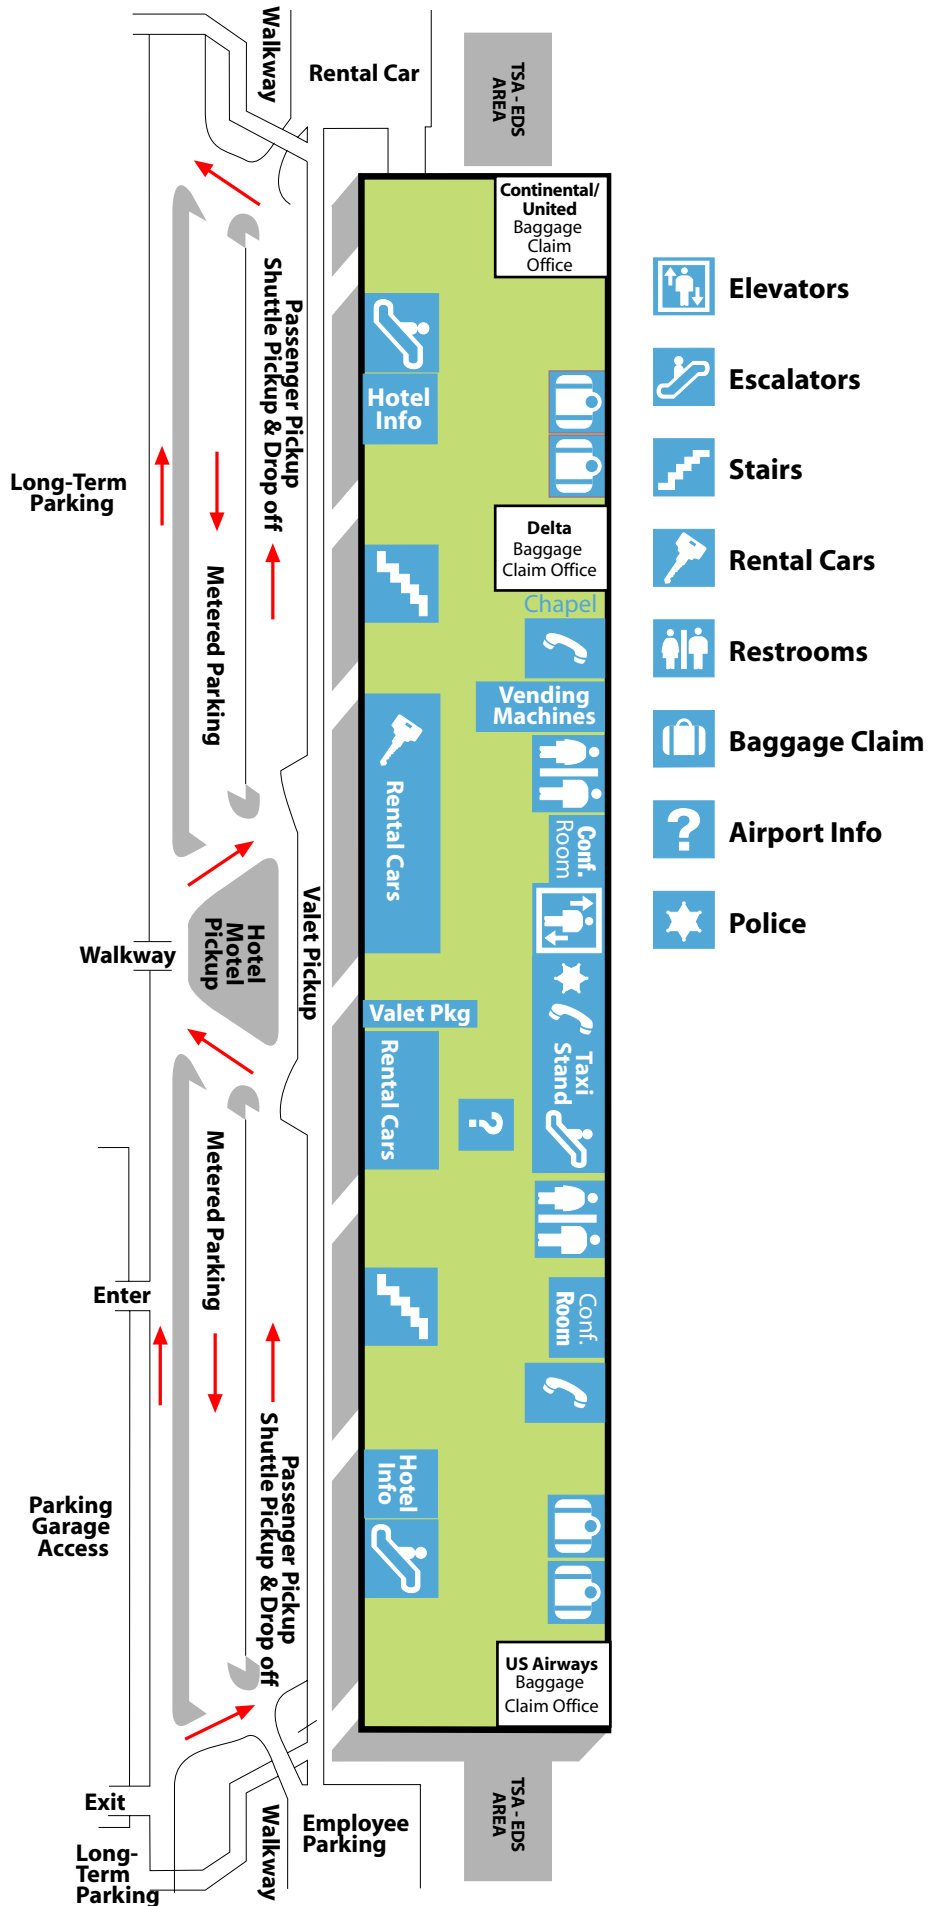 Walkway
Rental Car
TSA - EDS
AREA
Continental/
United
Baggage
Claim
Office
Passenger Pickup
Shuttle Pickup & Drop off
Hotel
Info
Long-Term
Parking
Metered Parking
Delta
Baggage
Claim Office
Chapel
Vending
Machines
Rental Cars
Conf.
Room
Valet Pickup
Hotel
Motel
Pickup
Walkway
Valet Pkg
Rental Cars
?
Taxi
Stand
Metered Parking
Enter
Conf.
Room
Passenger Pickup
Shuttle Pickup & Drop off
Hotel
Info
Parking
Garage
Access
US Airways
Baggage
Claim Office
Exit
Long-
Term
Parking
Walkway
Employee
Parking
TSA - EDS
AREA
Elevators
Escalators
Stairs
Rental Cars
Restrooms
Baggage Claim
?
Airport Info
Police